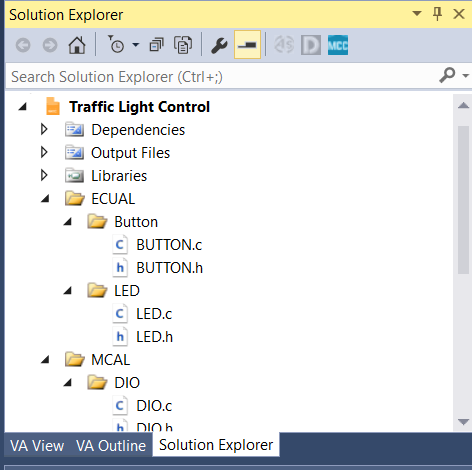 Solution Explorer
MCC
Search Solution Explorer (Ctrl+;)
Traffic Light Control
Dependencies
Output Files
Libraries
ECUAL
Button
C BUTTON.c
h BUTTON.h
LED
C LED.c
h LED.h
MCAL
DIO
C DIO.c
h DIO.h
VA View VA Outline Solution Explorer